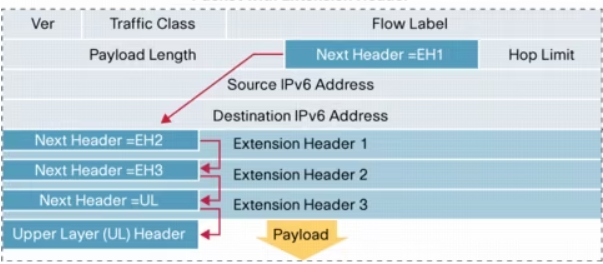 Ver Traffic Class Flow Label
Payload Length Next Header =EH1 Hop Limit
Source IPv6 Address
Destination IPv6 Address
Next Header =EH2 Extension Header 1
Next Header =EH3 Extension Header 2
Next Header =UL Extension Header 3
Upper Layer (UL) Header Payload